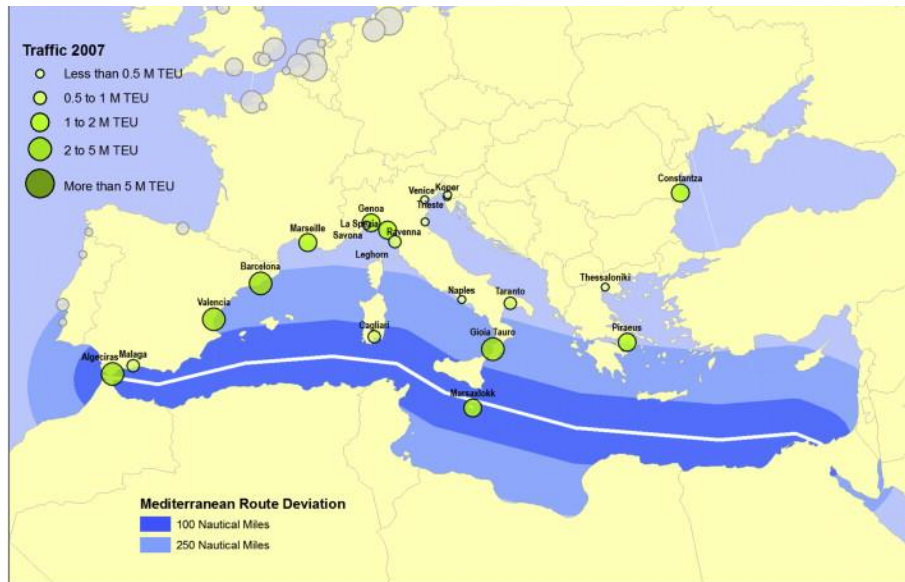 Traffic 2007
Less than 0.5 M TEU
0.5 to 1 M TEU
1 to 2 M TEU
2 to 5 M TEU
More than 5 M TEU
Constantza
Venice
Koper
Trieste
Genoa
La Spezia
Savona
Ravenna
Marseille
Leghorn
Barcelona
Thessaloniki
Naples
Taranto
Valencia
Cagliari
Gioia Tauro
Piraeus
Algeciras
Malaga
Marsaxlokk
Mediterranean Route Deviation
100 Nautical Miles
250 Nautical Miles